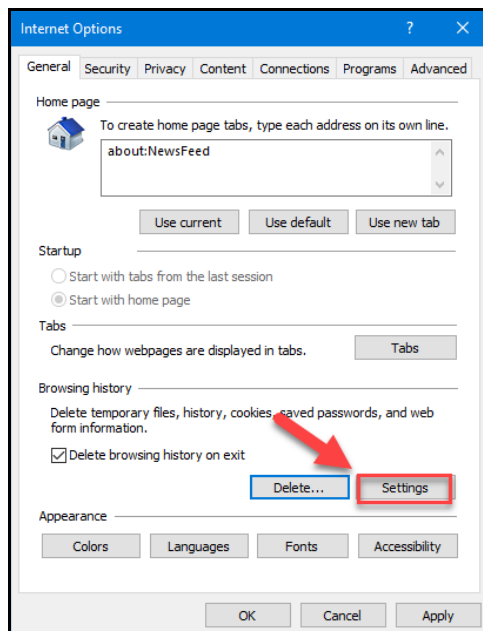 Internet Options
?
General Security Privacy Content Connections Programs Advanced
Home page
To create home page tabs, type each address on its own line.
about:NewsFeed
Use current Use default Use new tab
Startup
Start with tabs from the last session
Start with home page
Tabs
Change how webpages are displayed in tabs. Tabs
Browsing history
Delete temporary files, history, cookies, saved passwords, and web
form information.
Delete browsing history on exit
Delete... Settings
Appearance
Colors Languages Fonts Accessibility
OK Cancel Apply